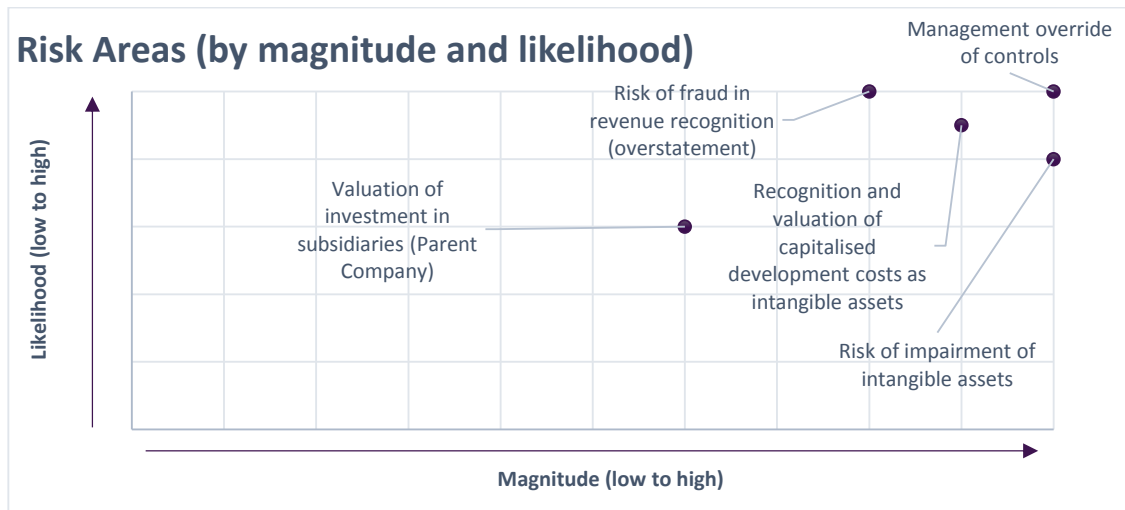 Risk Areas (by magnitude and likelihood)
Management override
of controls
Risk of fraud in
revenue recognition
(overstatement)
Valuation of
investment in
subsidiaries (Parent
Company)
Recognition and
valuation of
capitalised
development costs as
intangible assets
Risk of impairment of
intangible assets
Likelihood (low to high)
Magnitude (low to high)